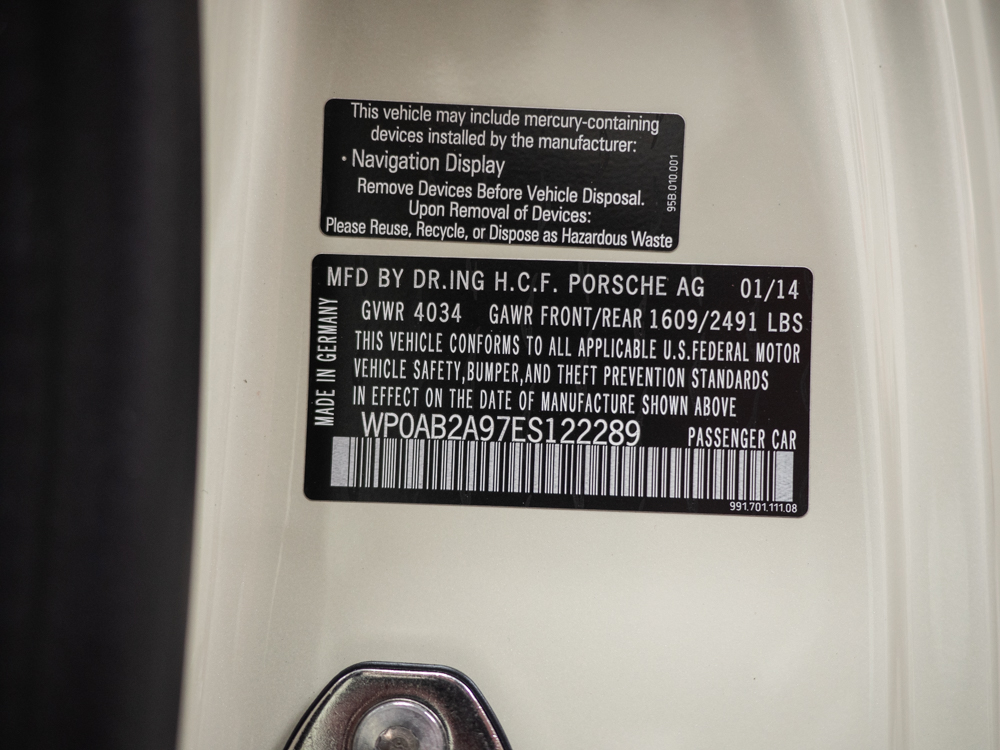 This vehicle may include mercury-containing
devices installed by the manufacturer:
• Navigation Display
Remove Devices Before Vehicle Disposal.
Upon Removal of Devices:
Please Reuse, Recycle, or Dispose as Hazardous Waste
95B.010.001
MFD BY DR.ING H.C.F. PORSCHE AG 01/14
GVWR 4034 GAWR FRONT/REAR 1609/2491 LBS
THIS VEHICLE CONFORMS TO ALL APPLICABLE U.S.FEDERAL MOTOR
VEHICLE SAFETY,BUMPER,AND THEFT PREVENTION STANDARDS
IN EFFECT ON THE DATE OF MANUFACTURE SHOWN ABOVE
WP0AB2A97ES122289 PASSENGER CAR
MADE IN GERMANY
991.701.111.08